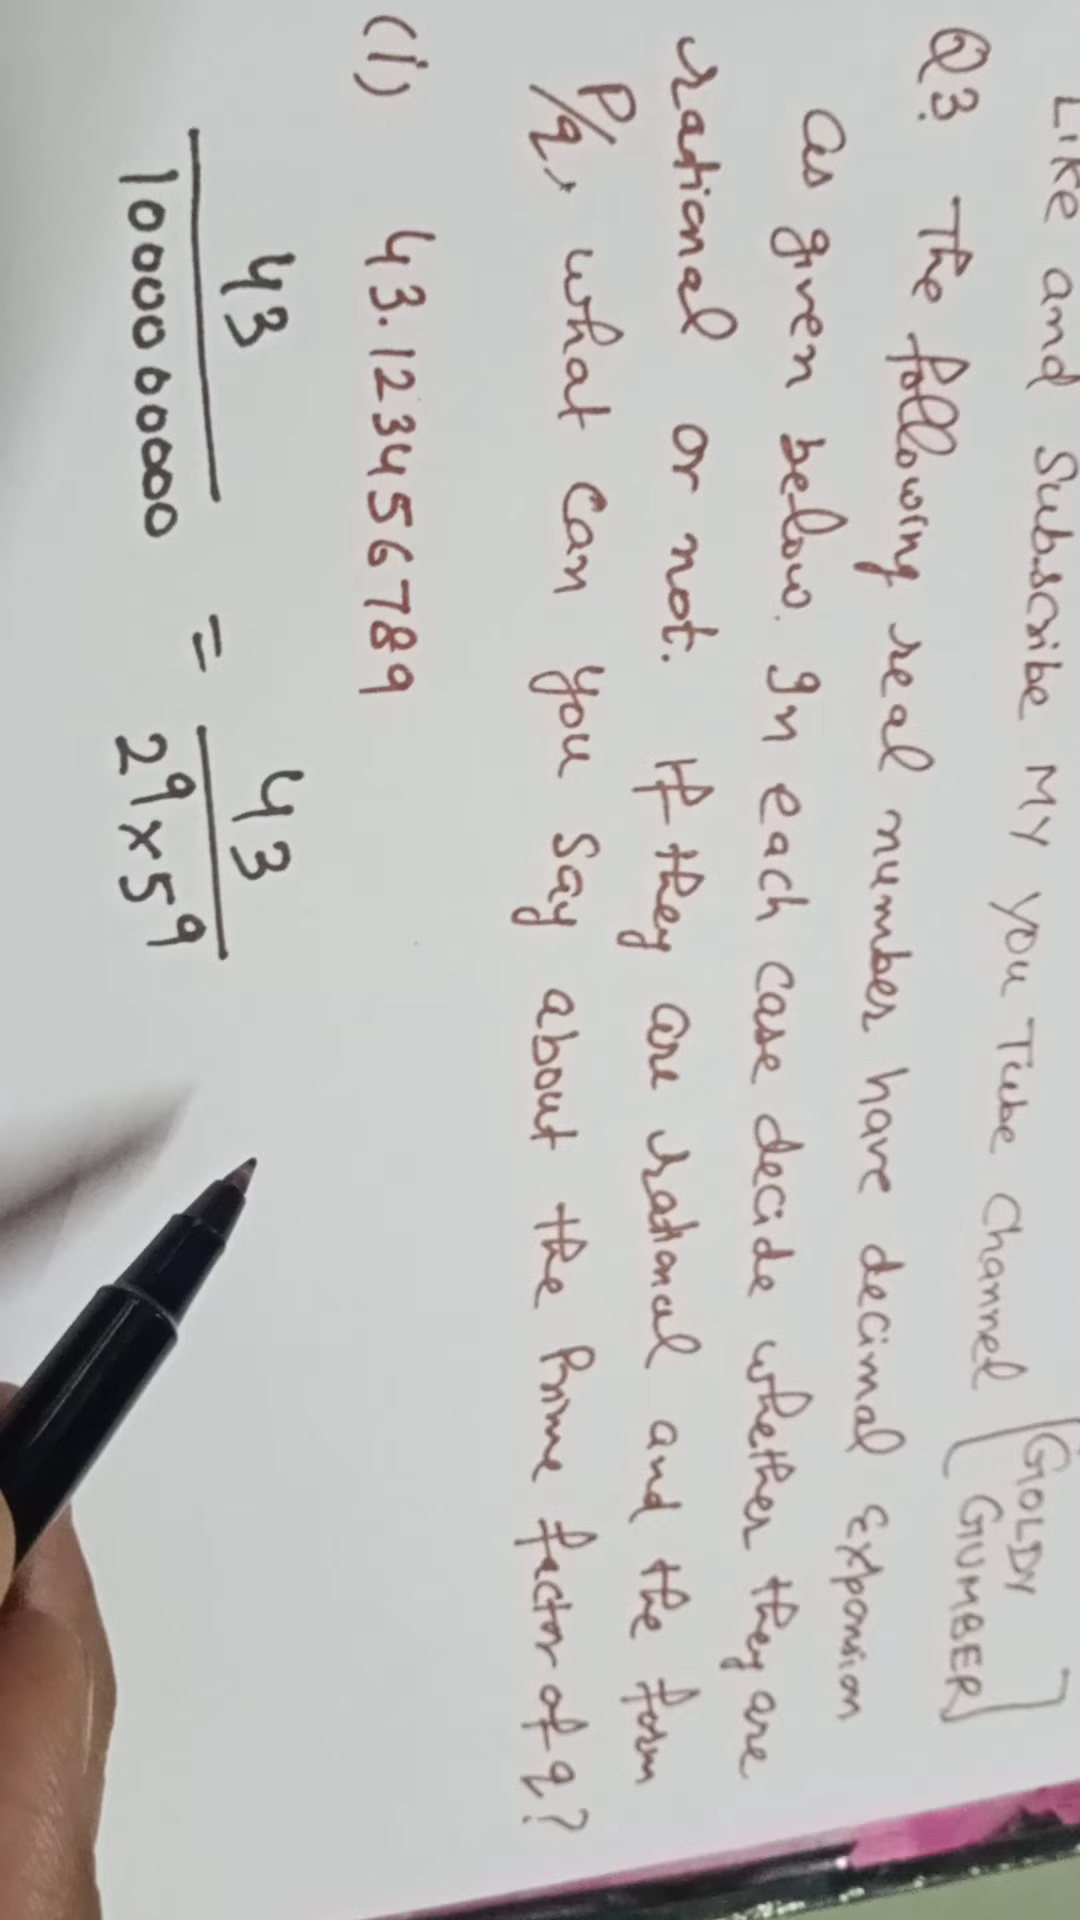 Like and Subscribe My You Tube Channel [GOLDY GUMBER]
Q3. The following real number have decimal expansion
as given below. In each case decide whether they are
rational or not. If they are rational and the form
P/q, what can you say about the Prime factor of q?
(i) 43.123456789
43/1000000000 = 43/2⁹×5⁹